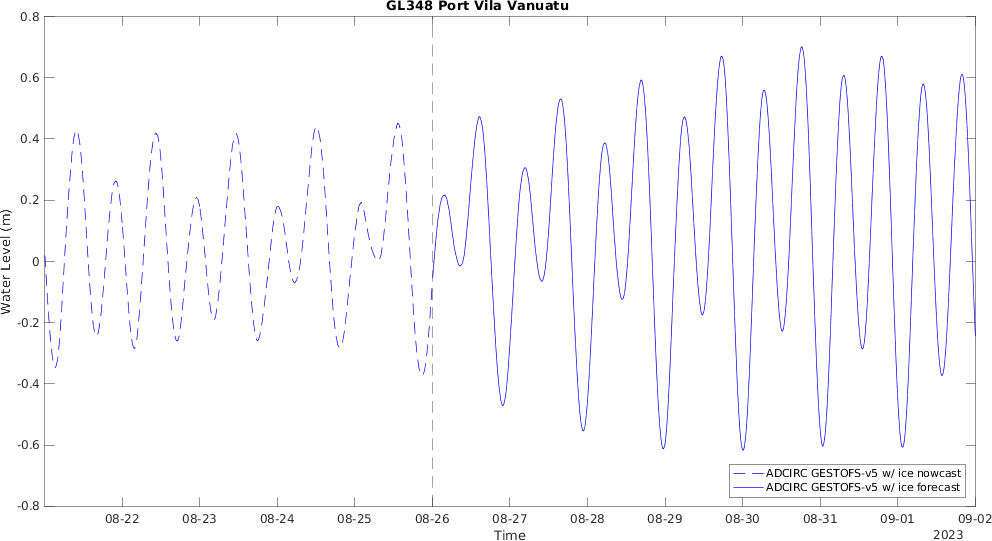 GL348 Port Vila Vanuatu
0.8
0.6
0.4
0.2
0
-0.2
-0.4
-0.6
-0.8
Water Level (m)
ADCIRC GESTOFS-v5 w/ ice nowcast
ADCIRC GESTOFS-v5 w/ ice forecast
08-22 08-23 08-24 08-25 08-26 08-27 08-28 08-29 08-30 08-31 09-01 09-02
Time
2023